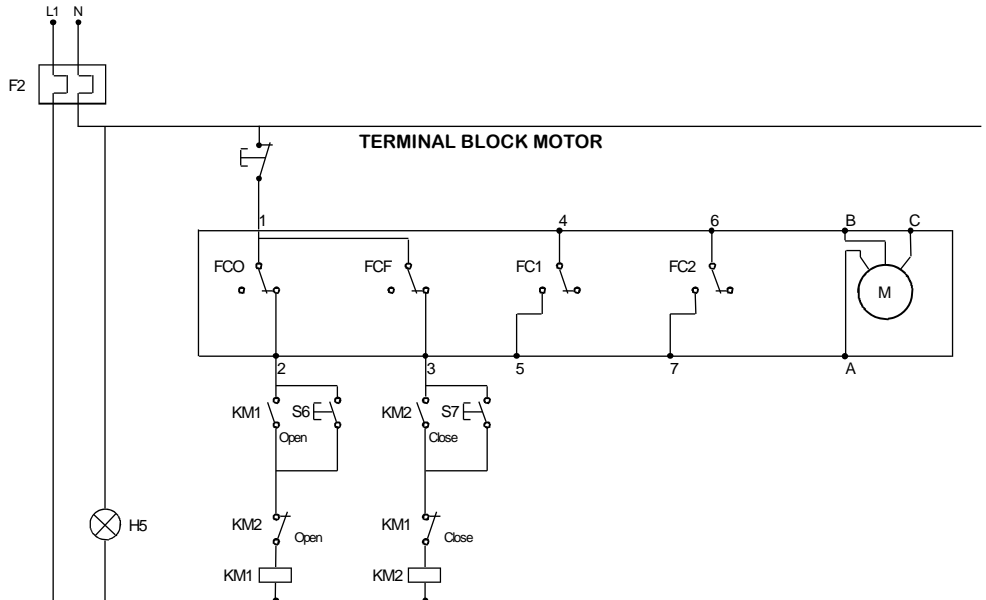 L1 N
F2
TERMINAL BLOCK MOTOR
1 4 6 B C
FCO FCF FC1 FC2
M
2 3 5 7 A
KM1 S6 KM2 S7
Open Close
H5 KM2 KM1
Open Close
KM1 KM2